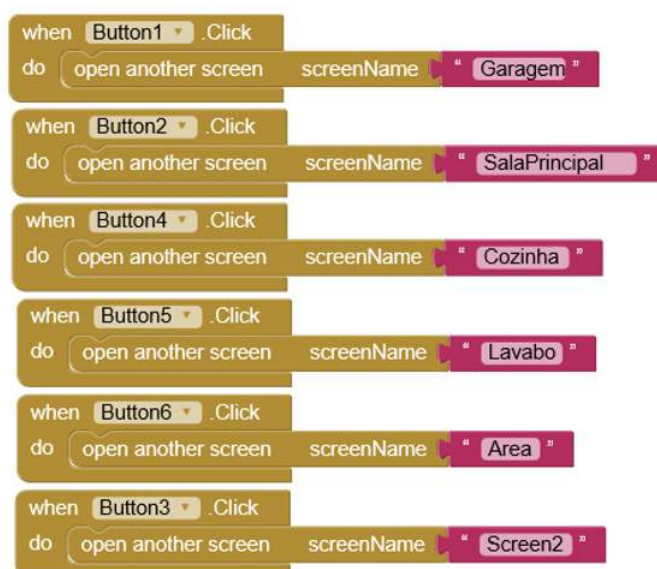 when Button1 .Click
do open another screen screenName " Garagem "
when Button2 .Click
do open another screen screenName " SalaPrincipal "
when Button4 .Click
do open another screen screenName " Cozinha "
when Button5 .Click
do open another screen screenName " Lavabo "
when Button6 .Click
do open another screen screenName " Area "
when Button3 .Click
do open another screen screenName " Screen2 "